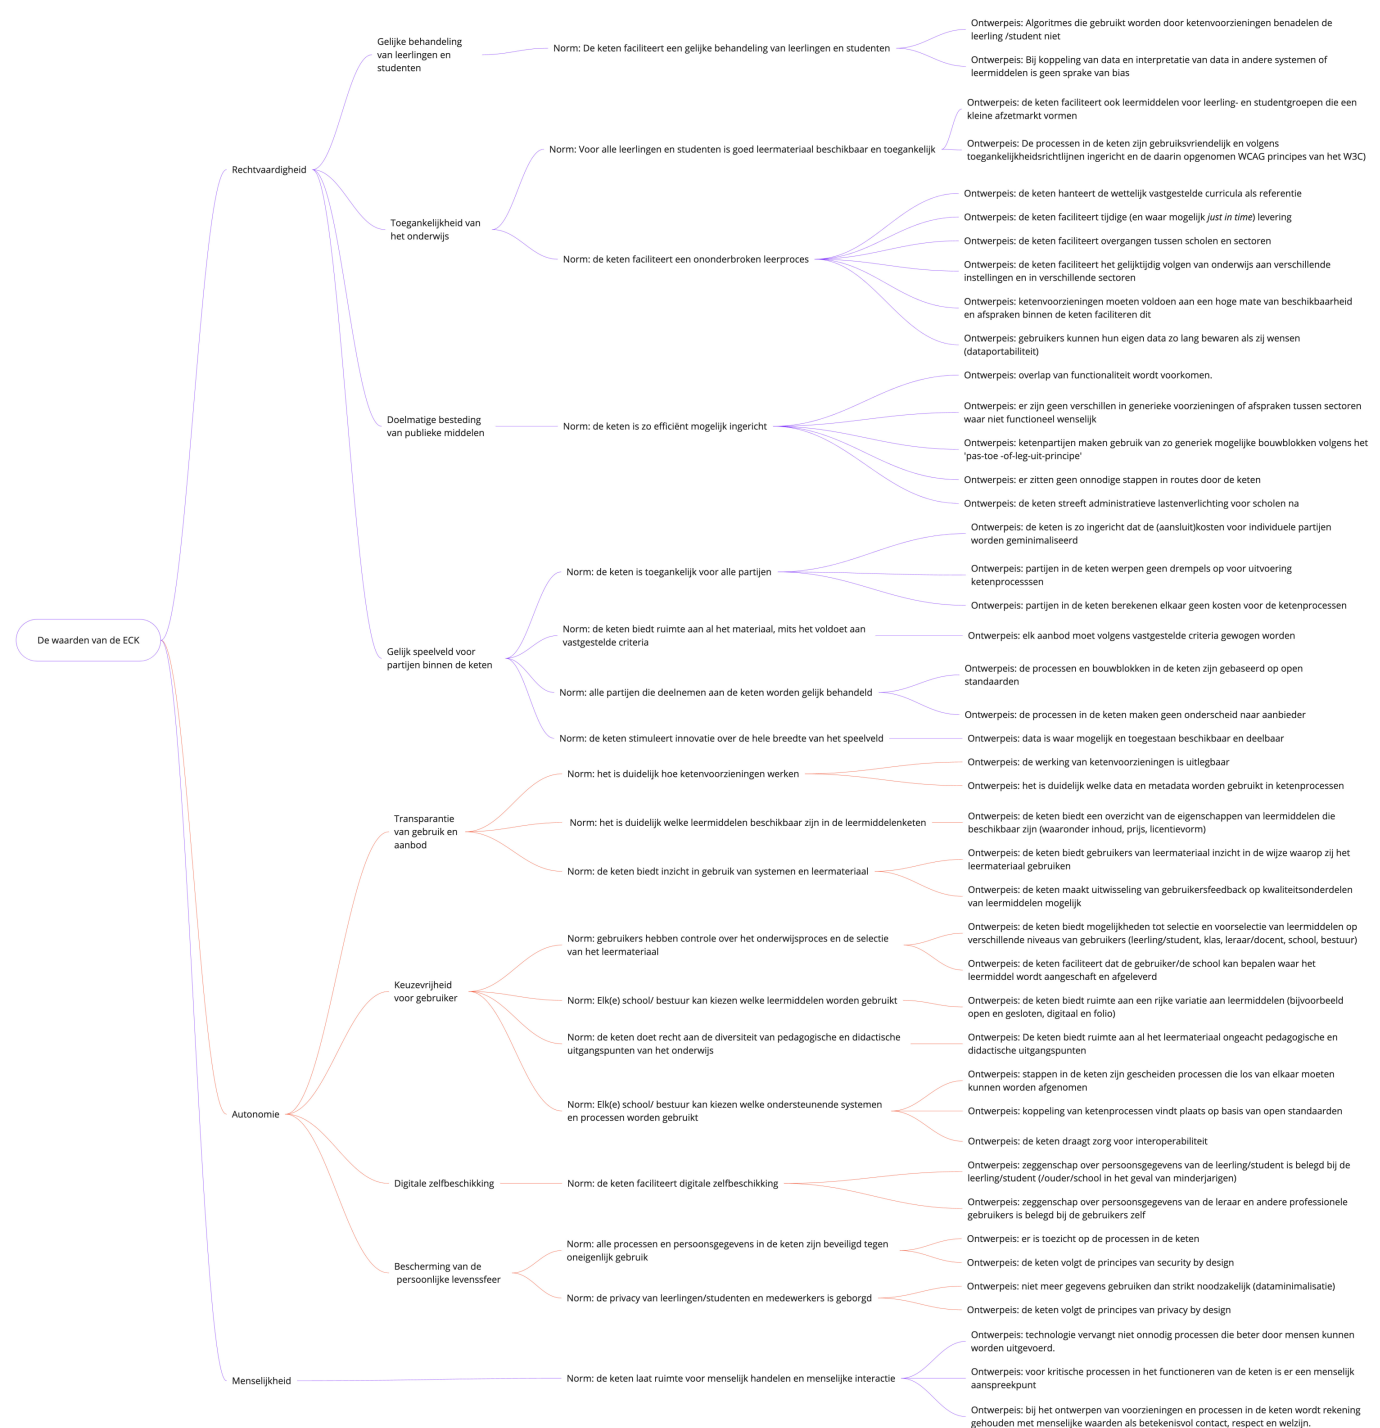 De waarden van de ECK
Rechtvaardigheid
Gelijke behandeling
van leerlingen en
studenten
Norm: De keten faciliteert een gelijke behandeling van leerlingen en studenten
Ontwerpeis: Algoritmes die gebruikt worden door ketenvoorzieningen benadelen de
leerling /student niet
Ontwerpeis: Bij koppeling van data en interpretatie van data in andere systemen of
leermiddelen is geen sprake van bias
Toegankelijkheid van
het onderwijs
Norm: Voor alle leerlingen en studenten is goed leermateriaal beschikbaar en toegankelijk
Ontwerpeis: de keten faciliteert ook leermiddelen voor leerling- en studentgroepen die een
kleine afzetmarkt vormen
Ontwerpeis: De processen in de keten zijn gebruiksvriendelijk en volgens
toegankelijkheidsrichtlijnen ingericht en de daarin opgenomen WCAG principes van het W3C)
Norm: de keten faciliteert een ononderbroken leerproces
Ontwerpeis: de keten hanteert de wettelijk vastgestelde curricula als referentie
Ontwerpeis: de keten faciliteert tijdige (en waar mogelijk just in time) levering
Ontwerpeis: de keten faciliteert overgangen tussen scholen en sectoren
Ontwerpeis: de keten faciliteert het gelijktijdig volgen van onderwijs aan verschillende
instellingen en in verschillende sectoren
Ontwerpeis: ketenvoorzieningen moeten voldoen aan een hoge mate van beschikbaarheid
en afspraken binnen de keten faciliteren dit
Ontwerpeis: gebruikers kunnen hun eigen data zo lang bewaren als zij wensen
(dataportabiliteit)
Doelmatige besteding
van publieke middelen
Norm: de keten is zo efficiënt mogelijk ingericht
Ontwerpeis: overlap van functionaliteit wordt voorkomen.
Ontwerpeis: er zijn geen verschillen in generieke voorzieningen of afspraken tussen sectoren
waar niet functioneel wenselijk
Ontwerpeis: ketenpartijen maken gebruik van zo generiek mogelijke bouwblokken volgens het
'pas-toe -of-leg-uit-principe'
Ontwerpeis: er zitten geen onnodige stappen in routes door de keten
Ontwerpeis: de keten streeft administratieve lastenverlichting voor scholen na
Gelijk speelveld voor
partijen binnen de keten
Norm: de keten is toegankelijk voor alle partijen
Ontwerpeis: de keten is zo ingericht dat de (aansluit)kosten voor individuele partijen
worden geminimaliseerd
Ontwerpeis: partijen in de keten werpen geen drempels op voor uitvoering
ketenprocesssen
Ontwerpeis: partijen in de keten berekenen elkaar geen kosten voor de ketenprocessen
Norm: de keten biedt ruimte aan al het materiaal, mits het voldoet aan
vastgestelde criteria
Ontwerpeis: elk aanbod moet volgens vastgestelde criteria gewogen worden
Norm: alle partijen die deelnemen aan de keten worden gelijk behandeld
Ontwerpeis: de processen en bouwblokken in de keten zijn gebaseerd op open
standaarden
Ontwerpeis: de processen in de keten maken geen onderscheid naar aanbieder
Norm: de keten stimuleert innovatie over de hele breedte van het speelveld
Ontwerpeis: data is waar mogelijk en toegestaan beschikbaar en deelbaar
Autonomie
Transparantie
van gebruik en
aanbod
Norm: het is duidelijk hoe ketenvoorzieningen werken
Ontwerpeis: de werking van ketenvoorzieningen is uitlegbaar
Ontwerpeis: het is duidelijk welke data en metadata worden gebruikt in ketenprocessen
Norm: het is duidelijk welke leermiddelen beschikbaar zijn in de leermiddelenketen
Ontwerpeis: de keten biedt een overzicht van de eigenschappen van leermiddelen die
beschikbaar zijn (waaronder inhoud, prijs, licentievorm)
Norm: de keten biedt inzicht in gebruik van systemen en leermateriaal
Ontwerpeis: de keten biedt gebruikers van leermateriaal inzicht in de wijze waarop zij het
leermateriaal gebruiken
Ontwerpeis: de keten maakt uitwisseling van gebruikersfeedback op kwaliteitsonderdelen
van leermiddelen mogelijk
Keuzevrijheid
voor gebruiker
Norm: gebruikers hebben controle over het onderwijsproces en de selectie
van het leermateriaal
Ontwerpeis: de keten biedt mogelijkheden tot selectie en voorselectie van leermiddelen op
verschillende niveaus van gebruikers (leerling/student, klas, leraar/docent, school, bestuur)
Ontwerpeis: de keten faciliteert dat de gebruiker/de school kan bepalen waar het
leermiddel wordt aangeschaft en afgeleverd
Norm: Elk(e) school/ bestuur kan kiezen welke leermiddelen worden gebruikt
Ontwerpeis: de keten biedt ruimte aan een rijke variatie aan leermiddelen (bijvoorbeeld
open en gesloten, digitaal en folio)
Norm: de keten doet recht aan de diversiteit van pedagogische en didactische
uitgangspunten van het onderwijs
Ontwerpeis: De keten biedt ruimte aan al het leermateriaal ongeacht pedagogische en
didactische uitgangspunten
Norm: Elk(e) school/ bestuur kan kiezen welke ondersteunende systemen
en processen worden gebruikt
Ontwerpeis: stappen in de keten zijn gescheiden processen die los van elkaar moeten
kunnen worden afgenomen
Ontwerpeis: koppeling van ketenprocessen vindt plaats op basis van open standaarden
Ontwerpeis: de keten draagt zorg voor interoperabiliteit
Digitale zelfbeschikking
Norm: de keten faciliteert digitale zelfbeschikking
Ontwerpeis: zeggenschap over persoonsgegevens van de leerling/student is belegd bij de
leerling/student (/ouder/school in het geval van minderjarigen)
Ontwerpeis: zeggenschap over persoonsgegevens van de leraar en andere professionele
gebruikers is belegd bij de gebruikers zelf
Bescherming van de
persoonlijke levenssfeer
Norm: alle processen en persoonsgegevens in de keten zijn beveiligd tegen
oneigenlijk gebruik
Ontwerpeis: er is toezicht op de processen in de keten
Ontwerpeis: de keten volgt de principes van security by design
Norm: de privacy van leerlingen/studenten en medewerkers is geborgd
Ontwerpeis: niet meer gegevens gebruiken dan strikt noodzakelijk (dataminimalisatie)
Ontwerpeis: de keten volgt de principes van privacy by design
Menselijkheid
Norm: de keten laat ruimte voor menselijk handelen en menselijke interactie
Ontwerpeis: technologie vervangt niet onnodig processen die beter door mensen kunnen
worden uitgevoerd.
Ontwerpeis: voor kritische processen in het functioneren van de keten is er een menselijk
aanspreekpunt
Ontwerpeis: bij het ontwerpen van voorzieningen en processen in de keten wordt rekening
gehouden met menselijke waarden als betekenisvol contact, respect en welzijn.